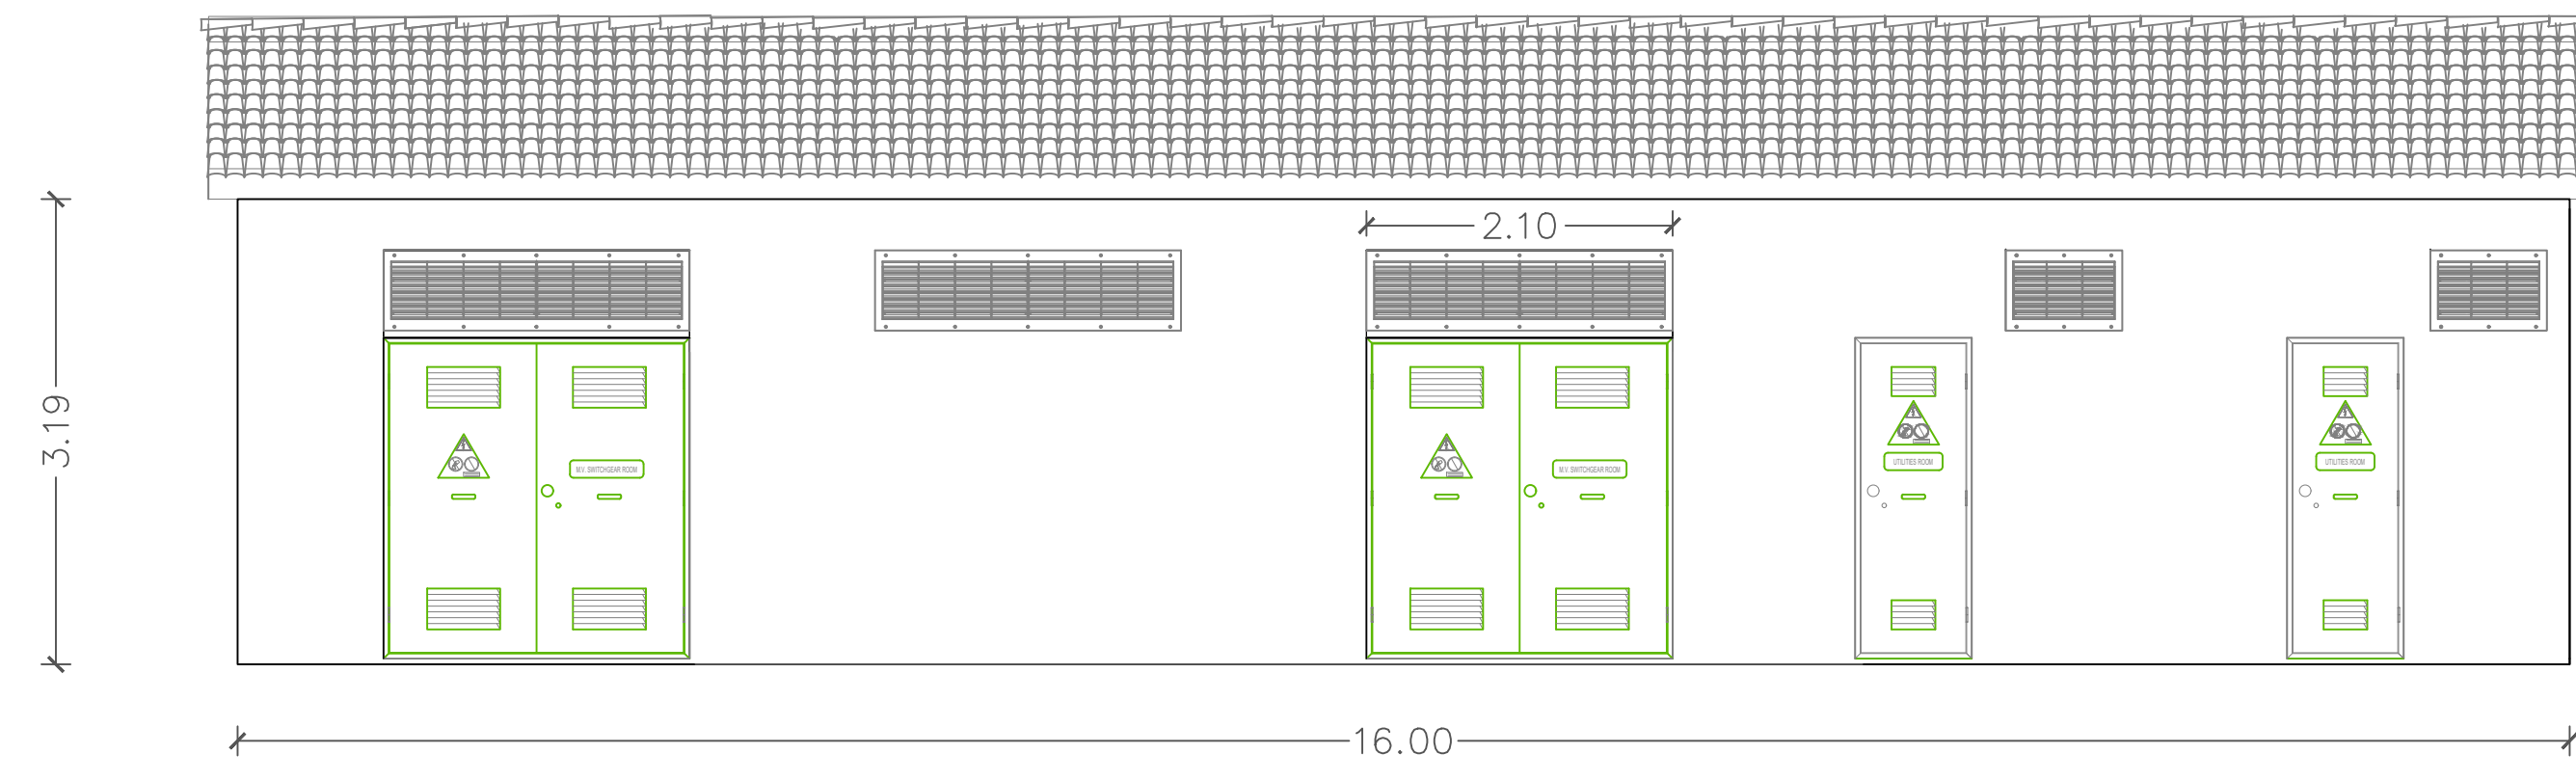 2.10
3.19
M.V. SWITCHGEAR ROOM
M.V. SWITCHGEAR ROOM
UTILITIES ROOM
UTILITIES ROOM
16.00